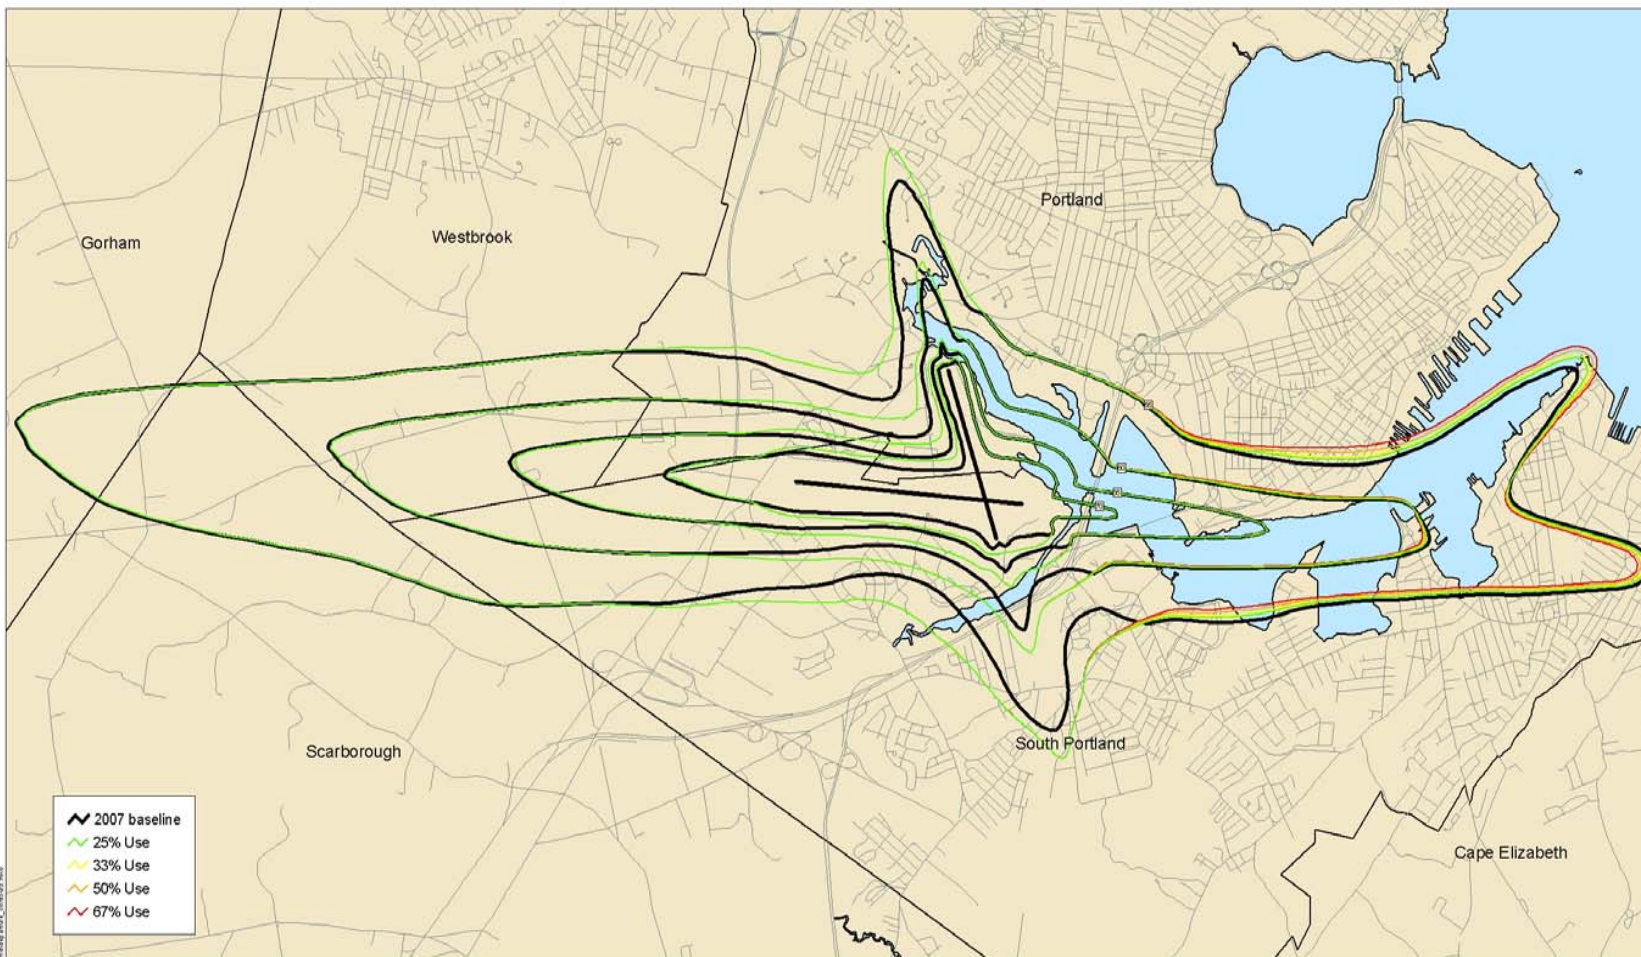 Portland
Gorham
Westbrook
South Portland
Scarborough
Cape Elizabeth
2007 baseline
25% Use
33% Use
50% Use
67% Use